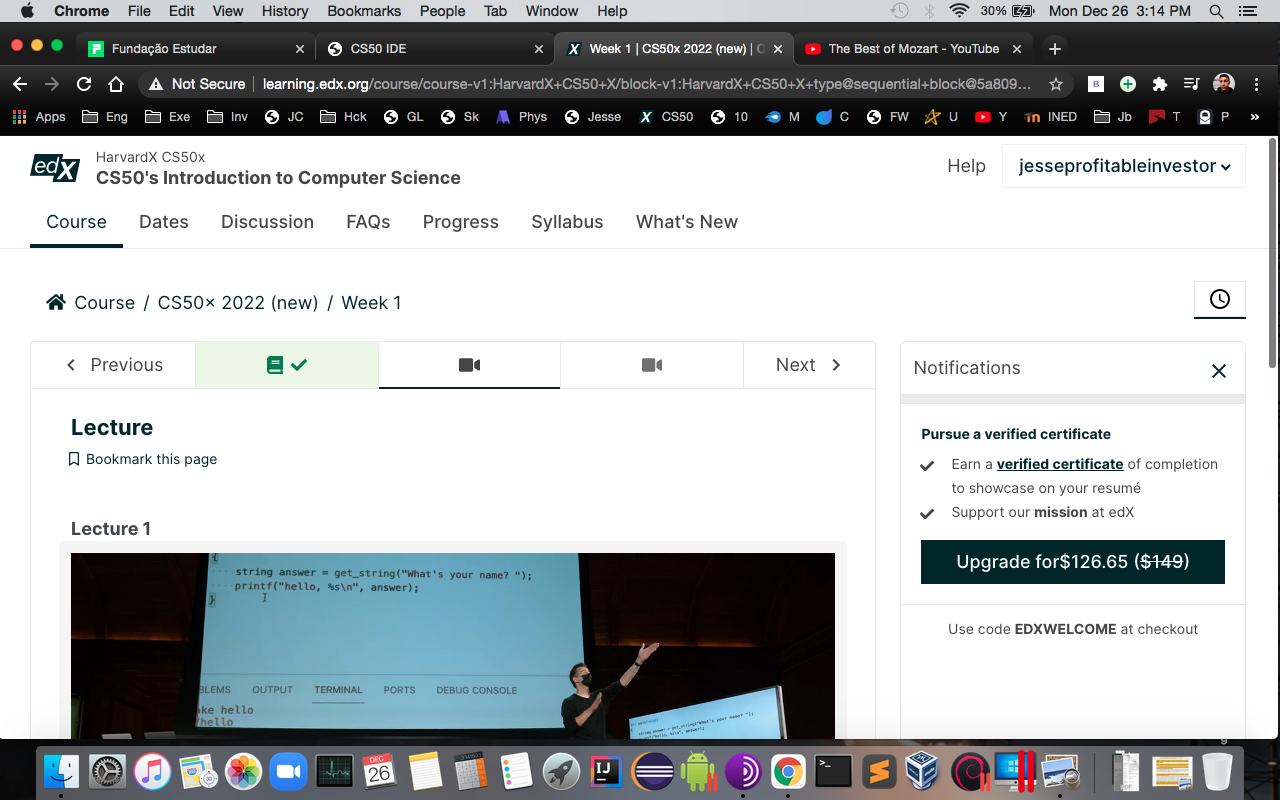 Chrome File Edit View History Bookmarks People Tab Window Help 30% Mon Dec 26 3:14 PM
Fundação Estudar CS50 IDE Week 1 | CS50x 2022 (new) | The Best of Mozart - YouTube
Not Secure learning.edx.org/course/course-v1:HarvardX+CS50+X/block-v1:HarvardX+CS50+X+type@sequential+block@5a809...
Apps Eng Exe Inv JC Hck GL Sk Phys Jesse CS50 10 M C FW U Y INED Jb T P »
edX
HarvardX CS50x
CS50's Introduction to Computer Science
Help jesseprofitableinvestor
Course Dates Discussion FAQs Progress Syllabus What's New
Course / CS50x 2022 (new) / Week 1
Previous Next
Lecture
Bookmark this page
Lecture 1
{
string answer = get_string("What's your name? ");
printf("hello, %s\n", answer);
}
BLEMS OUTPUT TERMINAL PORTS DEBUG CONSOLE
ake hello
/hello
Notifications
Pursue a verified certificate
Earn a verified certificate of completion
to showcase on your resumé
Support our mission at edX
Upgrade for$126.65 ($149)
Use code EDXWELCOME at checkout
DEC
26